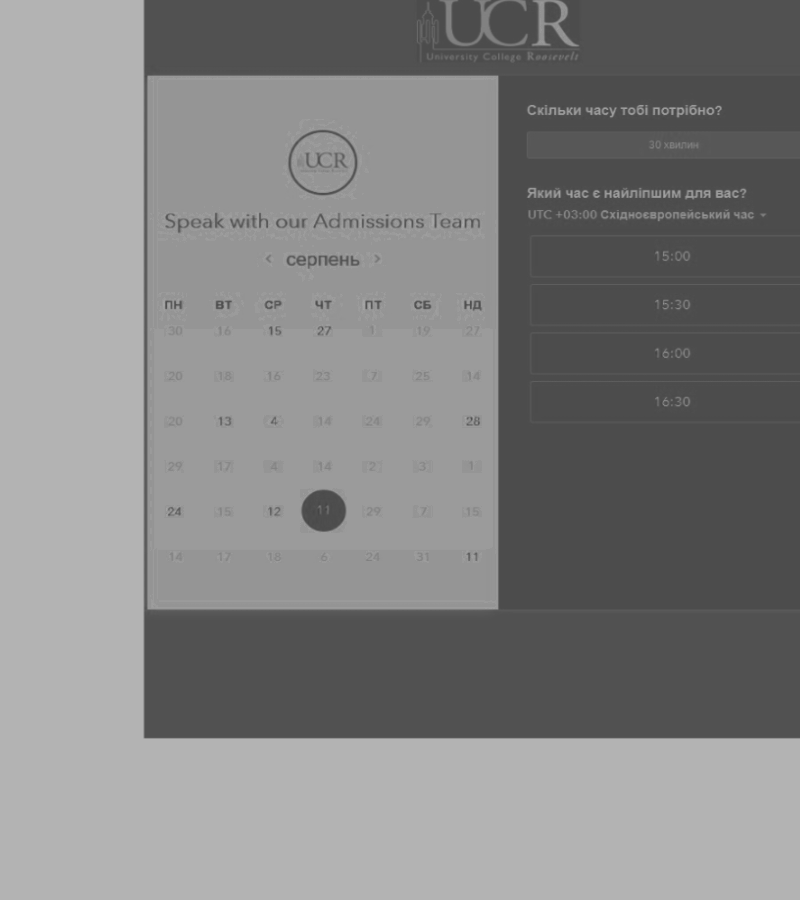 UCR
University College Roosevelt
UCR
Speak with our Admissions Team
‹ серпень ›
ПН ВТ СР ЧТ ПТ СБ НД
30 16 15 27 1 19 27
20 18 16 23 7 25 14
20 13 4 14 24 29 28
29 17 4 14 2 3 1
24 15 12 11 29 7 15
14 17 18 6 24 31 11
Скільки часу тобі потрібно?
30 хвилин
Який час є найліпшим для вас?
UTC +03:00 Східноєвропейський час
15:00
15:30
16:00
16:30